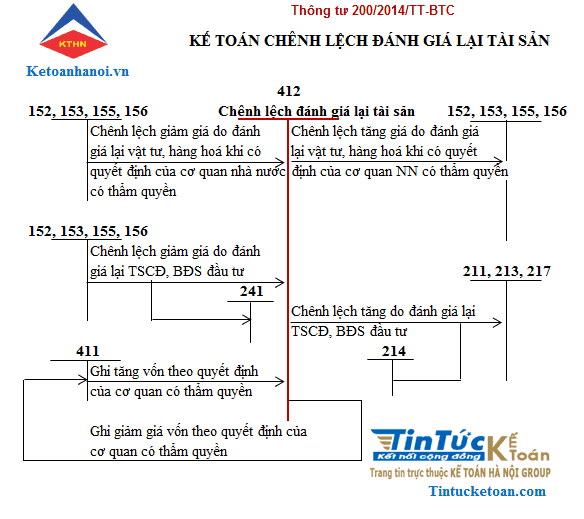 Thông tư 200/2014/TT-BTC
KTHN
Ketoanhanoi.vn
KẾ TOÁN CHÊNH LỆCH ĐÁNH GIÁ LẠI TÀI SẢN
412
Chênh lệch đánh giá lại tài sản
152, 153, 155, 156
Chênh lệch giảm giá do đánh
giá lại vật tư, hàng hoá khi có
quyết định của cơ quan nhà nước
có thẩm quyền
152, 153, 155, 156
Chênh lệch tăng giá do đánh giá
lại vật tư, hàng hoá khi có quyết
định của cơ quan NN có thẩm quyền
152, 153, 155, 156
Chênh lệch giảm giá do đánh
giá lại TSCĐ, BĐS đầu tư
241
211, 213, 217
Chênh lệch tăng do đánh giá lại
TSCĐ, BĐS đầu tư
214
411
Ghi tăng vốn theo quyết định
của cơ quan có thẩm quyền
Ghi giảm giá vốn theo quyết định của
cơ quan có thẩm quyền
TinTức Kế Toán
Kết nối cộng đồng
Trang tin trực thuộc KẾ TOÁN HÀ NỘI GROUP
Tintucketoan.com